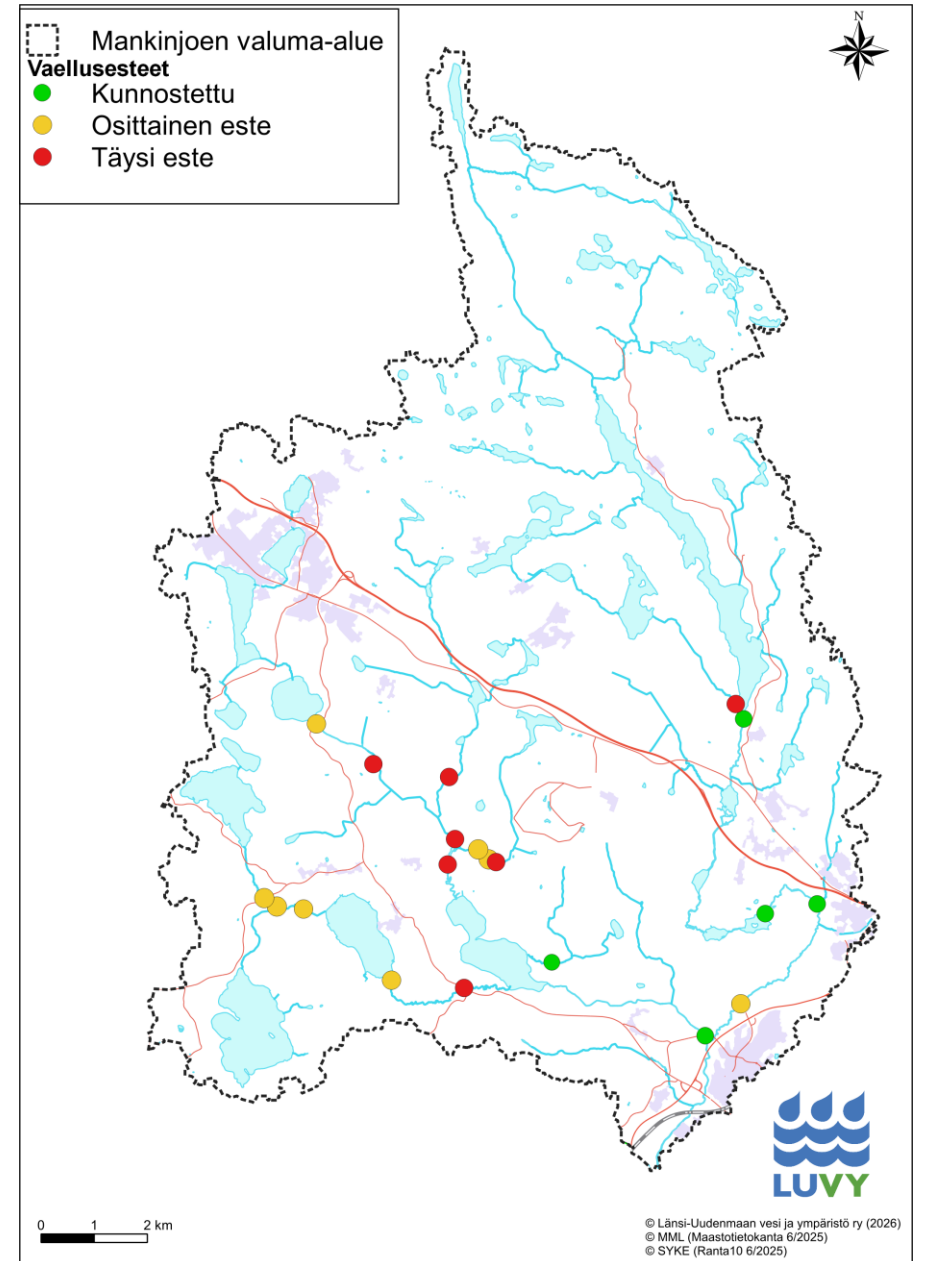 Mankinjoen valuma-alue
Vaellusesteet
Kunnostettu
Osittainen este
Täysi este
N
LUVY
0 1 2 km
© Länsi-Uudenmaan vesi ja ympäristö ry (2026)
© MML (Maastotietokanta 6/2025)
© SYKE (Ranta10 6/2025)